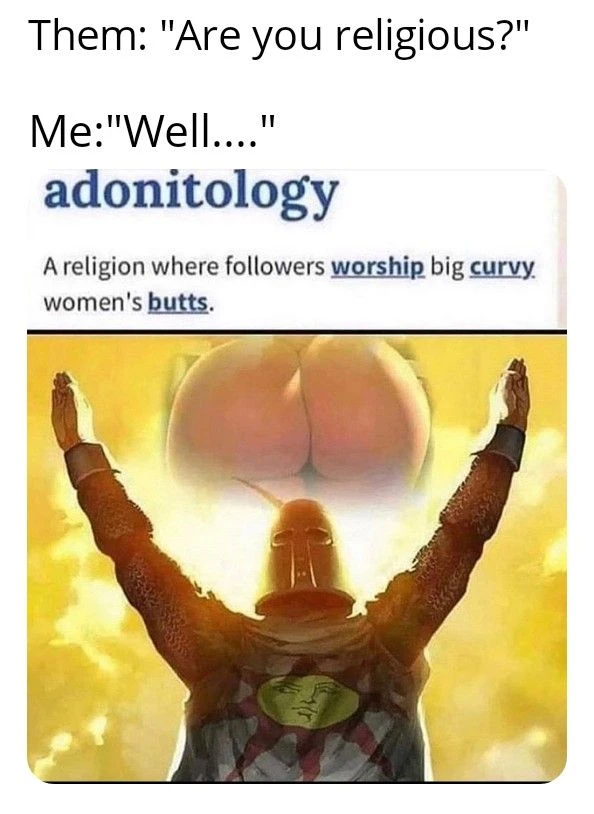 Them: "Are you religious?"
Me:"Well...."
adonitology
A religion where followers worship big curvy
women's butts.